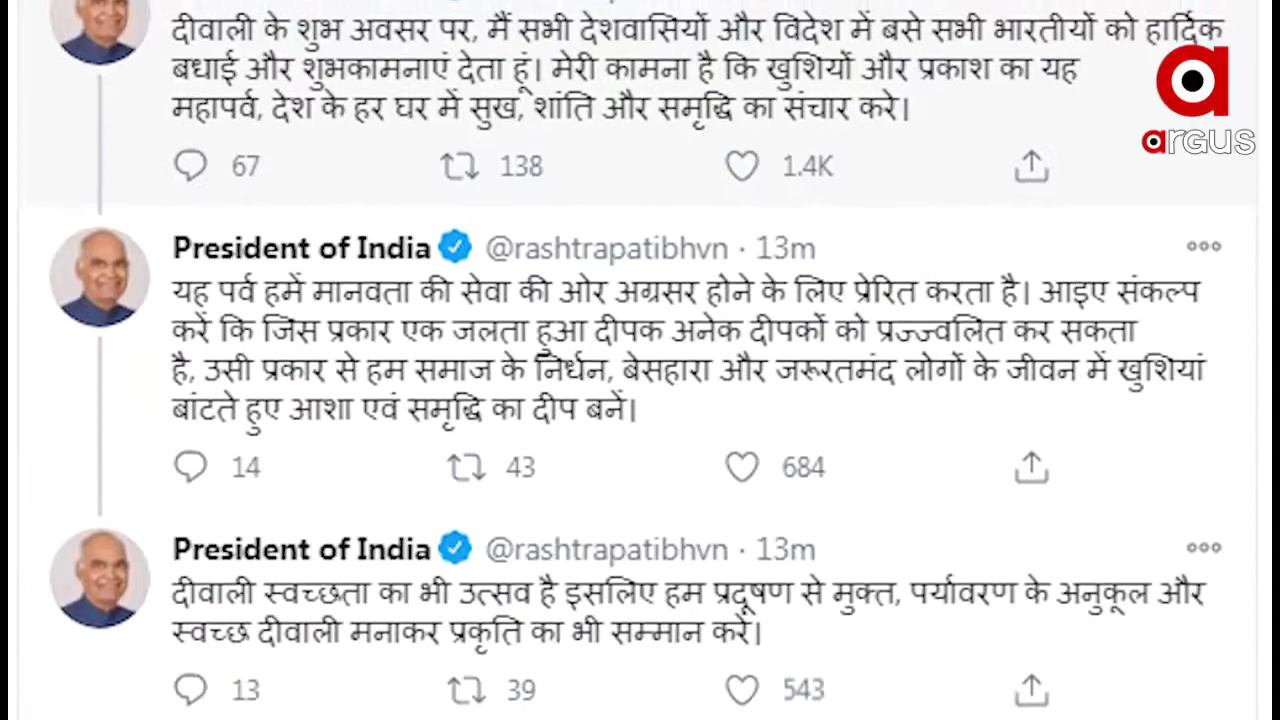 दीवाली के शुभ अवसर पर, मैं सभी देशवासियों और विदेश में बसे सभी भारतीयों को हार्दिक
बधाई और शुभकामनाएं देता हूं। मेरी कामना है कि खुशियों और प्रकाश का यह
महापर्व, देश के हर घर में सुख, शांति और समृद्धि का संचार करे।
67 138 1.4K
argus
President of India @rashtrapatibhvn · 13m
यह पर्व हमें मानवता की सेवा की ओर अग्रसर होने के लिए प्रेरित करता है। आइए संकल्प
करें कि जिस प्रकार एक जलता हुआ दीपक अनेक दीपकों को प्रज्ज्वलित कर सकता
है, उसी प्रकार से हम समाज के निर्धन, बेसहारा और जरूरतमंद लोगों के जीवन में खुशियां
बांटते हुए आशा एवं समृद्धि का दीप बनें।
14 43 684
President of India @rashtrapatibhvn · 13m
दीवाली स्वच्छता का भी उत्सव है इसलिए हम प्रदूषण से मुक्त, पर्यावरण के अनुकूल और
स्वच्छ दीवाली मनाकर प्रकृति का भी सम्मान करें।
13 39 543